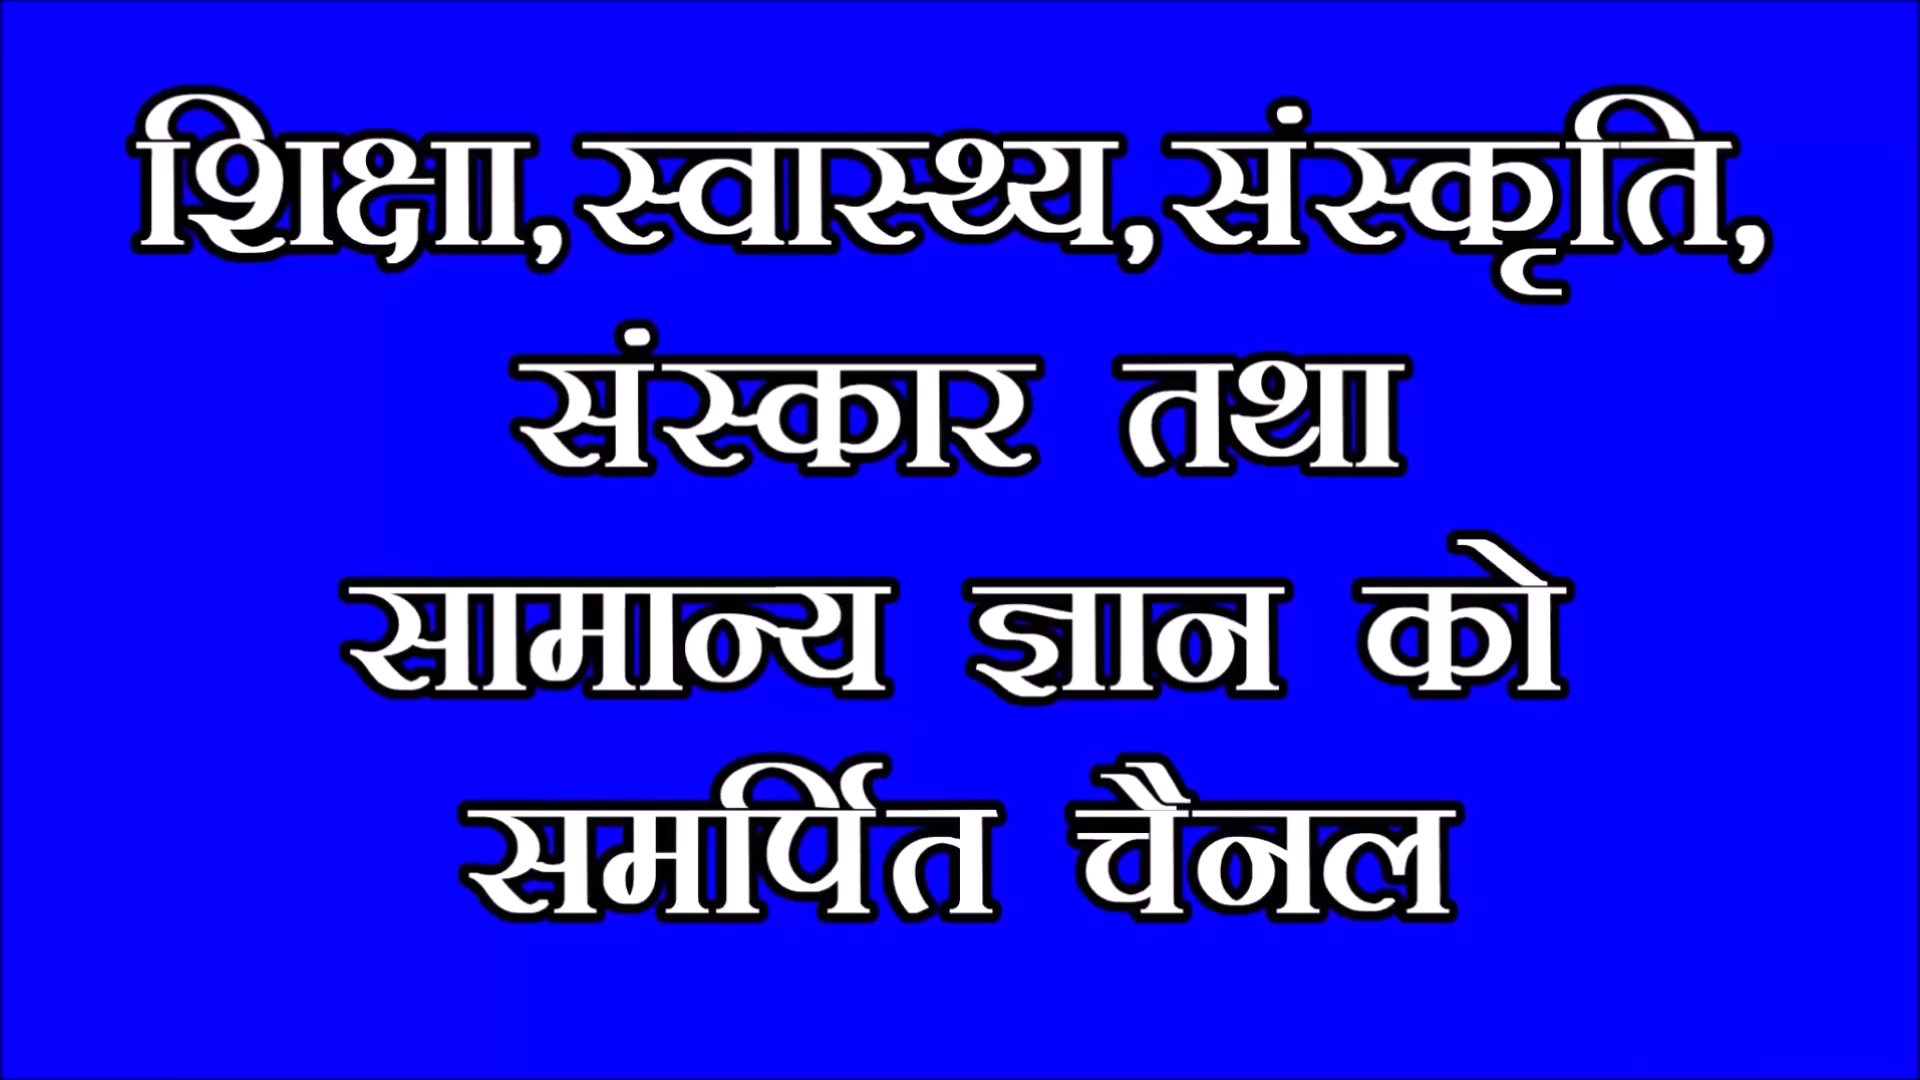 शिक्षा,स्वास्थ्य,संस्कृति,
संस्कार तथा
सामान्य ज्ञान को
समर्पित चैनल